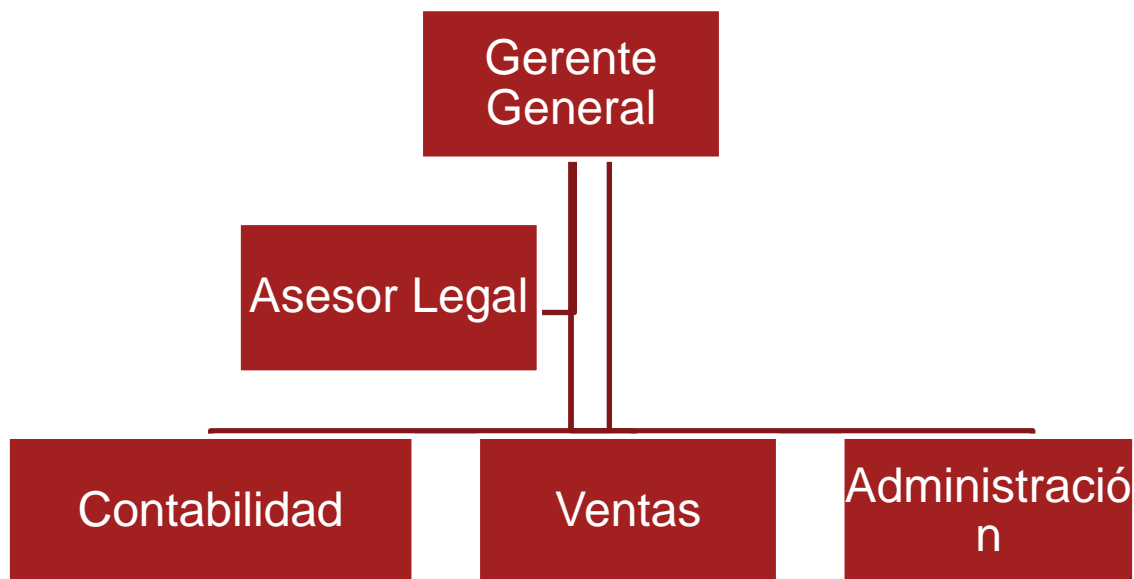 Gerente
General
Asesor Legal
Contabilidad
Ventas
Administració
n